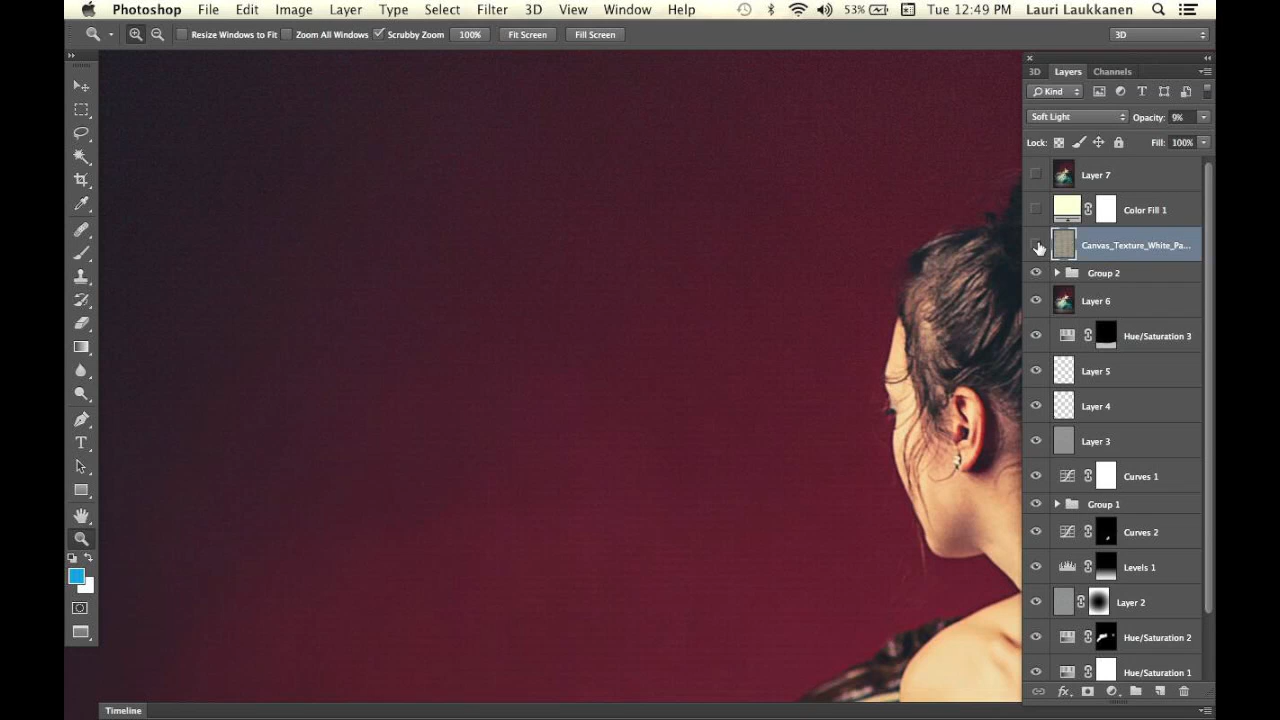 Photoshop File Edit Image Layer Type Select Filter 3D View Window Help 53% Tue 12:49 PM Lauri Laukkanen
Resize Windows to Fit Zoom All Windows Scrubby Zoom 100% Fit Screen Fill Screen 3D
3D Layers Channels
Kind
Soft Light Opacity: 9%
Lock: Fill: 100%
Layer 7
Color Fill 1
Canvas_Texture_White_Pa...
Group 2
Layer 6
Hue/Saturation 3
Layer 5
Layer 4
Layer 3
Curves 1
Group 1
Curves 2
Levels 1
Layer 2
Hue/Saturation 2
Hue/Saturation 1
Timeline